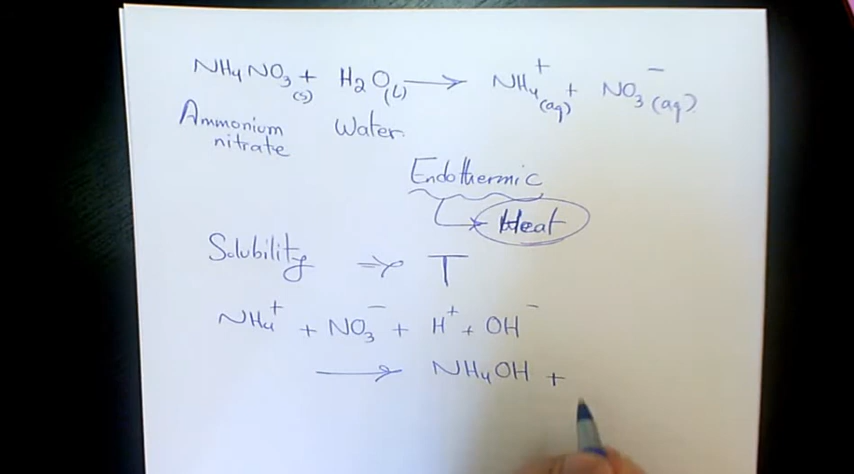 NH₄NO₃(s) + H₂O(L) → NH₄⁺(aq) + NO₃⁻(aq)
Ammonium Water
nitrate
Endothermic
Heat
Solubility ⇒ T
NH₄⁺ + NO₃⁻ + H⁺ + OH⁻
→ NH₄OH +